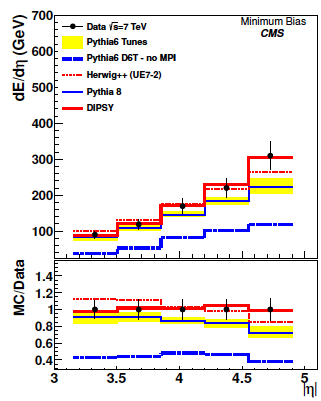 700
600
500
400
300
200
100
dE/dη (GeV)
Minimum Bias
CMS
Data √s=7 TeV
Pythia6 Tunes
Pythia6 D6T - no MPI
Herwig++ (UE7-2)
Pythia 8
DIPSY
MC/Data
1.4
1.2
1
0.8
0.6
0.4
3 3.5 4 4.5 5
|η|